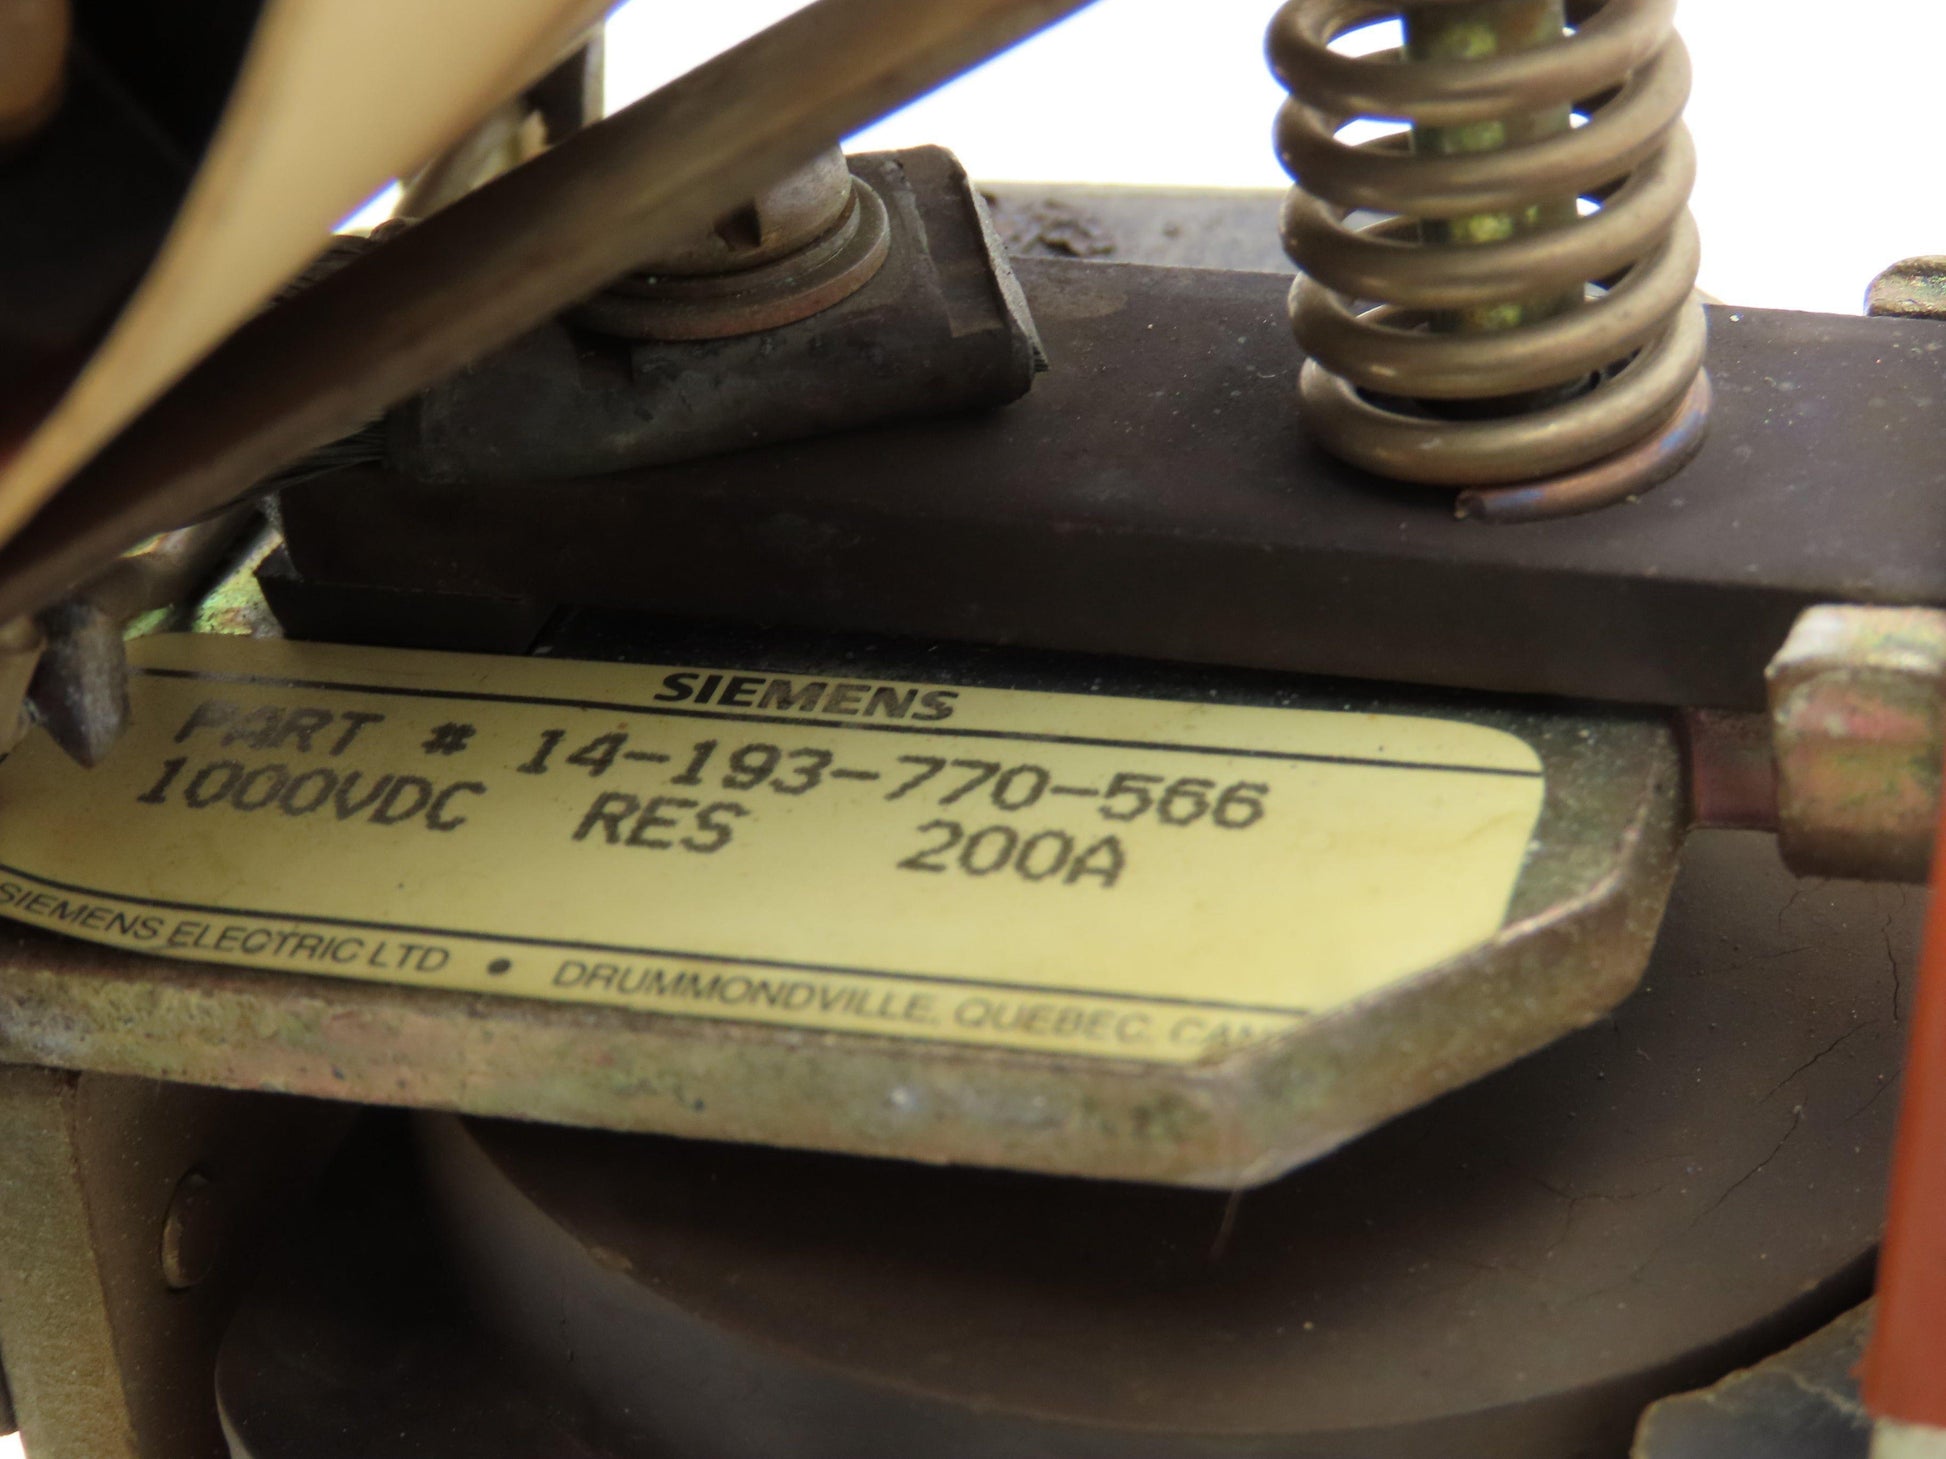 SIEMENS
PART # 14-193-770-566
1000VDC RES 200A
SIEMENS ELECTRIC LTD • DRUMMONDVILLE, QUEBEC,